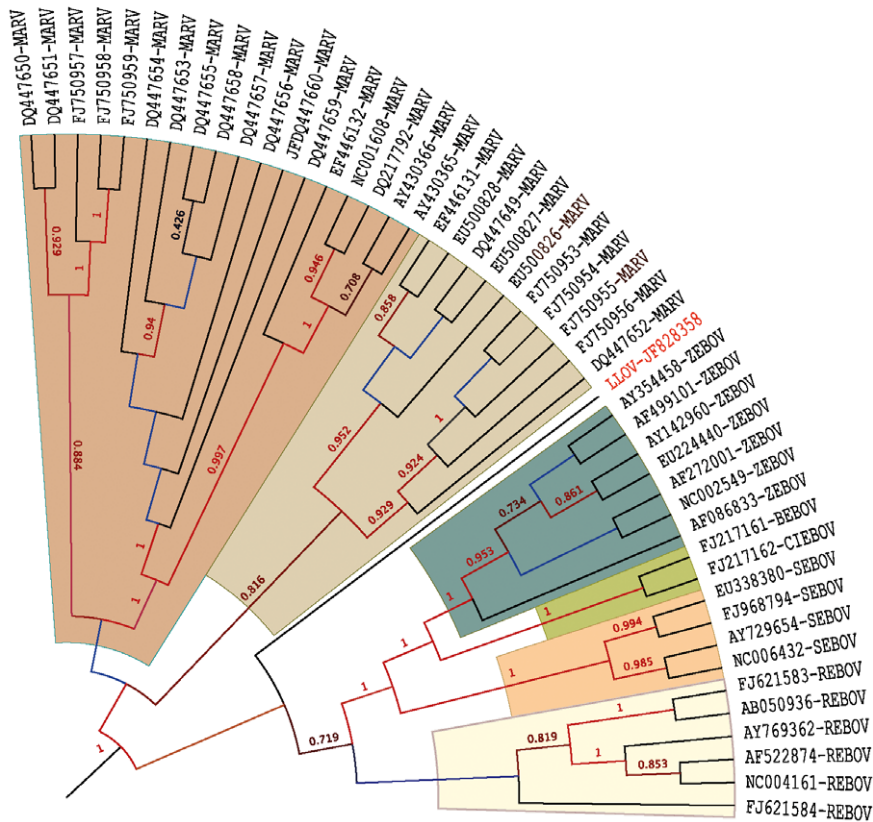 DQ447650-MARV
DQ447651-MARV
FJ750957-MARV
FJ750958-MARV
FJ750959-MARV
DQ447654-MARV
DQ447653-MARV
DQ447655-MARV
DQ447658-MARV
DQ447657-MARV
DQ447656-MARV
JFDQ447660-MARV
DQ447659-MARV
EF446132-MARV
NC001608-MARV
DQ217792-MARV
AY430366-MARV
AY430365-MARV
EF446131-MARV
EU500828-MARV
DQ447649-MARV
EU500827-MARV
EU500826-MARV
FJ750953-MARV
FJ750954-MARV
FJ750955-MARV
FJ750956-MARV
DQ447652-MARV
LLOV-JF828358
AY354458-ZEBOV
AF499101-ZEBOV
AY142960-ZEBOV
EU224440-ZEBOV
AF272001-ZEBOV
NC002549-ZEBOV
AF086833-ZEBOV
FJ217161-BEBOV
FJ217162-CIEBOV
EU338380-SEBOV
FJ968794-SEBOV
AY729654-SEBOV
NC006432-SEBOV
FJ621583-REBOV
AB050936-REBOV
AY769362-REBOV
AF522874-REBOV
NC004161-REBOV
FJ621584-REBOV
0.929
1
1
0.426
0.94
0.884
0.946
0.708
1
0.997
1
1
0.858
0.952
1
0.924
0.929
0.816
0.734
0.861
0.953
1
1
1
0.994
0.985
1
1
1
0.819
1
0.853
0.719
1